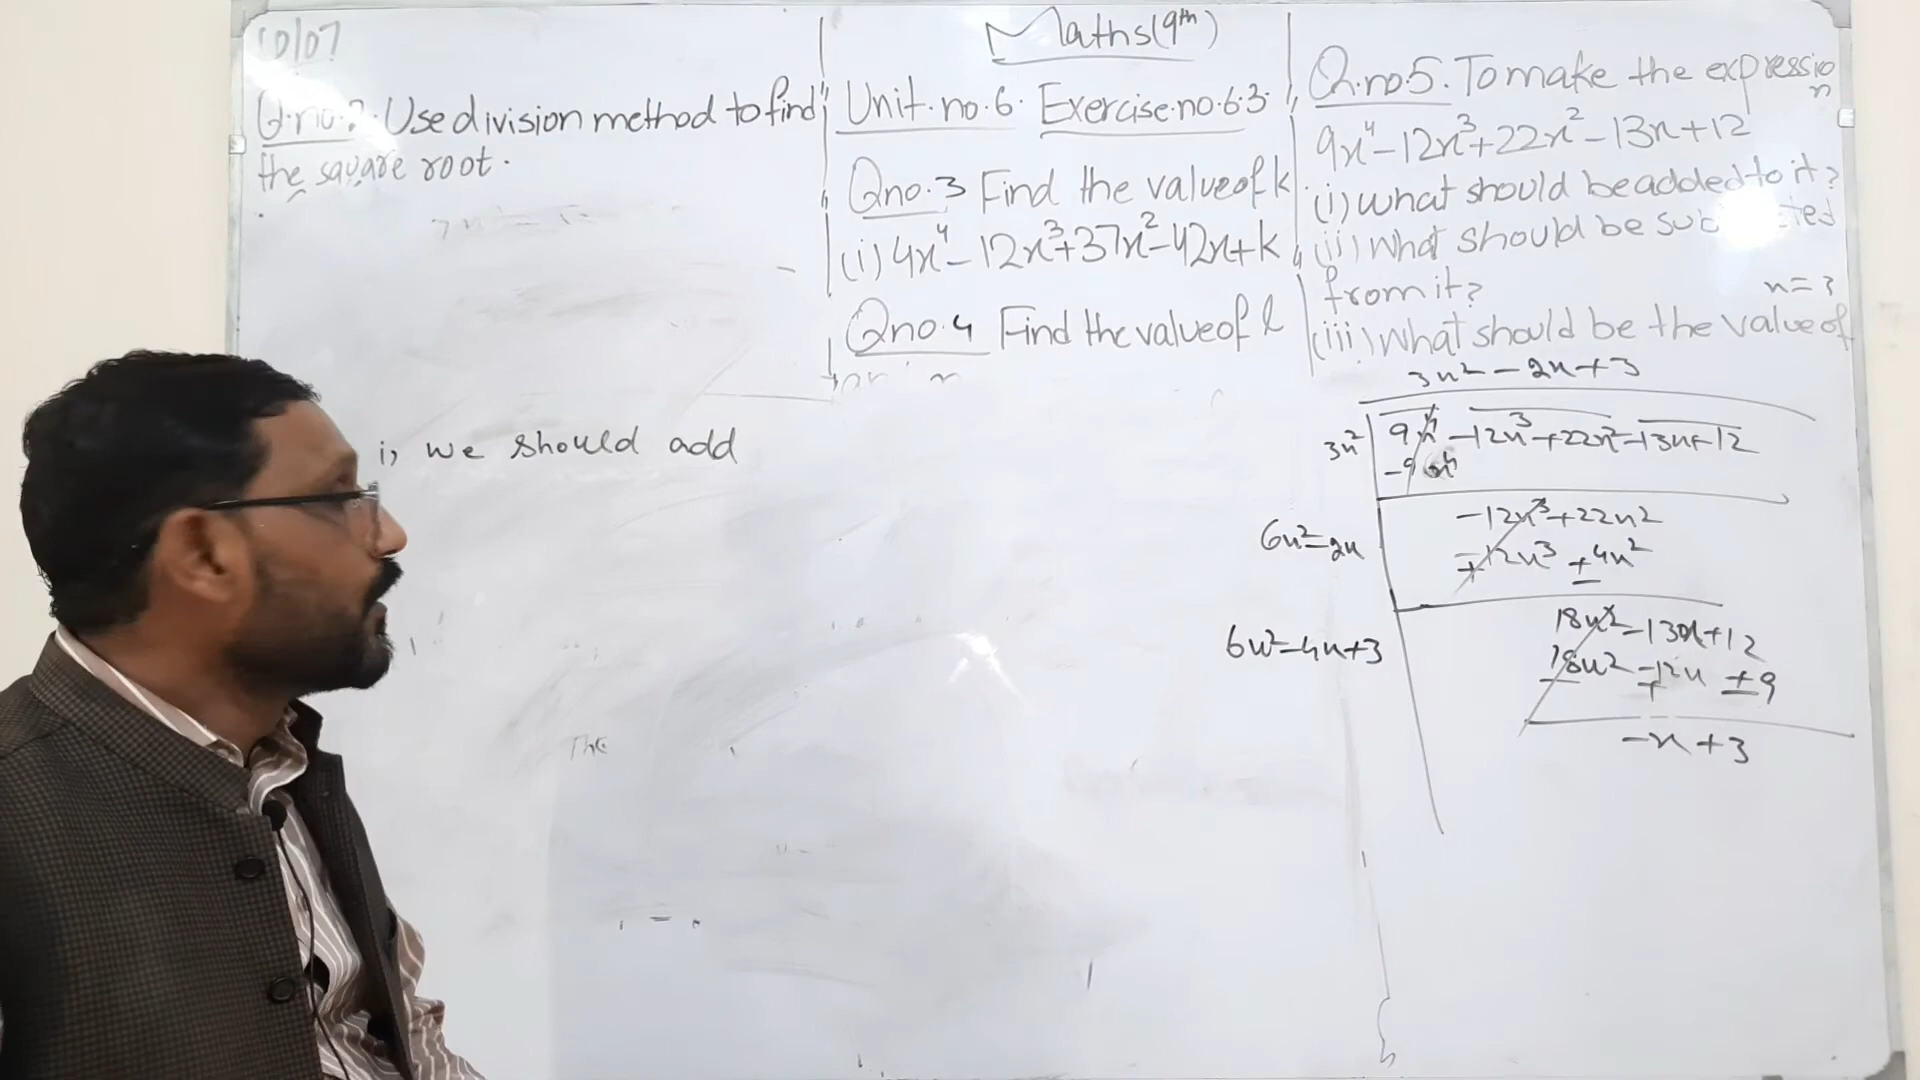 10/07
Q.no.2. Use division method to find
the square root.
i, we should add
The
Maths(9th)
Unit.no.6. Exercise.no.6.3.
Qno.3 Find the value of k.
(i) 4x⁴-12x³+37x²-42x+k
Qno.4 Find the value of l
Q.no.5. To make the expression
9x⁴-12x³+22x²-13x+12
(i) what should be added to it?
(ii) What should be
from it?
x=3
(iii) What should be the value of
3x²-2x+3
3x² 9x⁴-12x³+22x²-13x+12
-9x⁴
-12x³+22x²
6x²-2x
∓12x³ ±4x²
18x²-13x+12
6x²-4x+3
18x² -12x ±9
-x+3